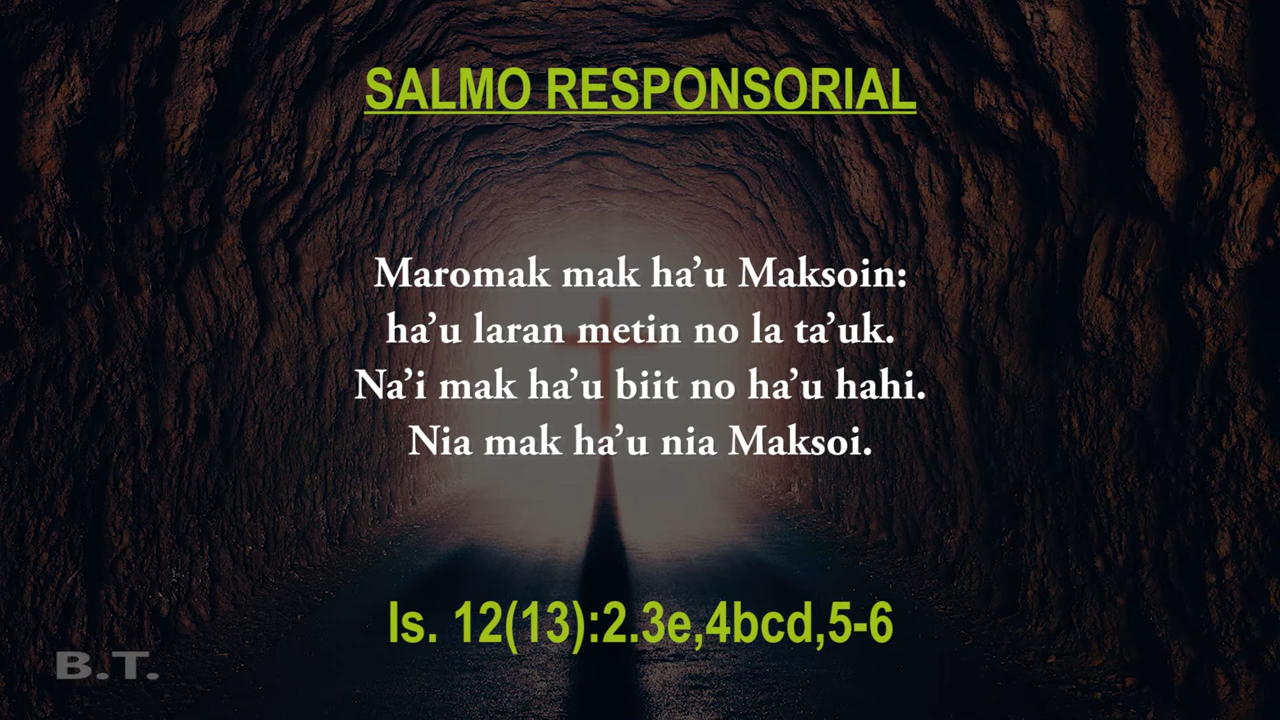 SALMO RESPONSORIAL
Maromak mak ha’u Maksoin:
ha’u laran metin no la ta’uk.
Na’i mak ha’u biit no ha’u hahi.
Nia mak ha’u nia Maksoi.
Is. 12(13):2.3e,4bcd,5-6
B.T.